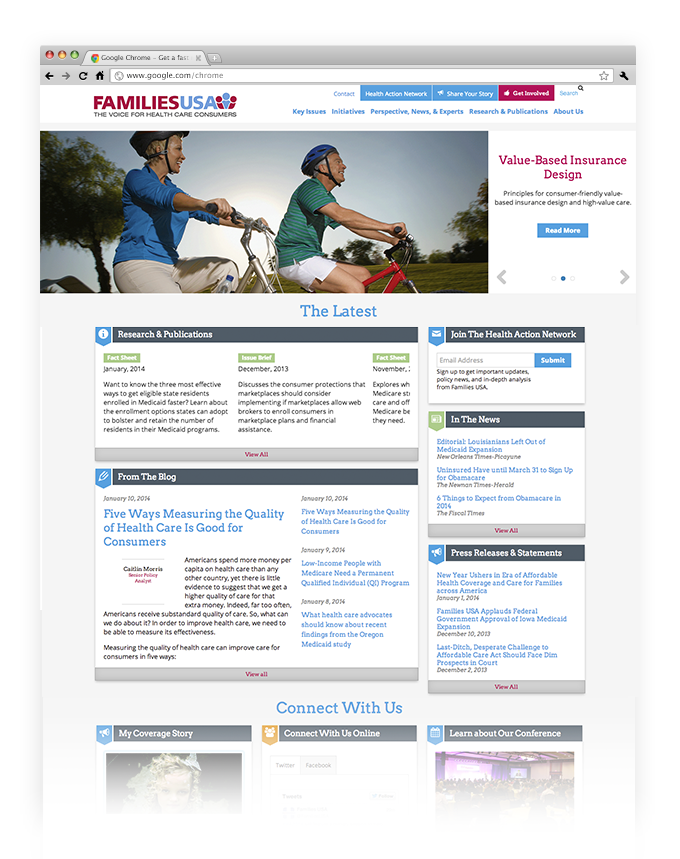 Google Chrome - Get a fast
www.google.com/chrome
FAMILIESUSA
THE VOICE FOR HEALTH CARE CONSUMERS
Contact
Health Action Network
Share Your Story
Get Involved
Search
Key Issues
Initiatives
Perspective, News, & Experts
Research & Publications
About Us
Value-Based Insurance
Design
Principles for consumer-friendly value-
based insurance design and high-value care.
Read More
The Latest
Research & Publications
Fact Sheet
January, 2014
Want to know the three most effective
ways to get eligible state residents
enrolled in Medicaid faster? Learn about
the enrollment options states can adopt
to bolster and retain the number of
residents in their Medicaid programs.
Issue Brief
December, 2013
Discusses the consumer protections that
marketplaces should consider
implementing if marketplaces allow web
brokers to enroll consumers in
marketplace plans and financial
assistance.
Fact Sheet
November,
Explores wh
Medicare st
care and off
Medicare be
they need.
View All
Join The Health Action Network
Email Address
Submit
Sign up to get important updates,
policy news, and in-depth analysis
from Families USA.
In The News
Editorial: Louisianians Left Out of
Medicaid Expansion
New Orleans Times-Picayune
Uninsured Have until March 31 to Sign Up
for Obamacare
The Newnan Times-Herald
6 Things to Expect from Obamacare in
2014
The Fiscal Times
View All
From The Blog
January 10, 2014
Five Ways Measuring the Quality
of Health Care Is Good for
Consumers
Caitlin Morris
Senior Policy
Analyst
Americans spend more money per
capita on health care than any
other country, yet there is little
evidence to suggest that we get a
higher quality of care for that
extra money. Indeed, far too often,
Americans receive substandard quality of care. So, what can
we do about it? In order to improve health care, we need to
be able to measure its effectiveness.
Measuring the quality of health care can improve care for
consumers in five ways:
January 10, 2014
Five Ways Measuring the Quality
of Health Care Is Good for
Consumers
January 9, 2014
Low-Income People with
Medicare Need a Permanent
Qualified Individual (QI) Program
January 8, 2014
What health care advocates
should know about recent
findings from the Oregon
Medicaid study
View all
Press Releases & Statements
New Year Ushers in Era of Affordable
Health Coverage and Care for Families
across America
January 1, 2014
Families USA Applauds Federal
Government Approval of Iowa Medicaid
Expansion
December 10, 2013
Last-Ditch, Desperate Challenge to
Affordable Care Act Should Face Dim
Prospects in Court
December 2, 2013
View All
Connect With Us
My Coverage Story
Connect With Us Online
Twitter
Facebook
Tweets
Learn about Our Conference